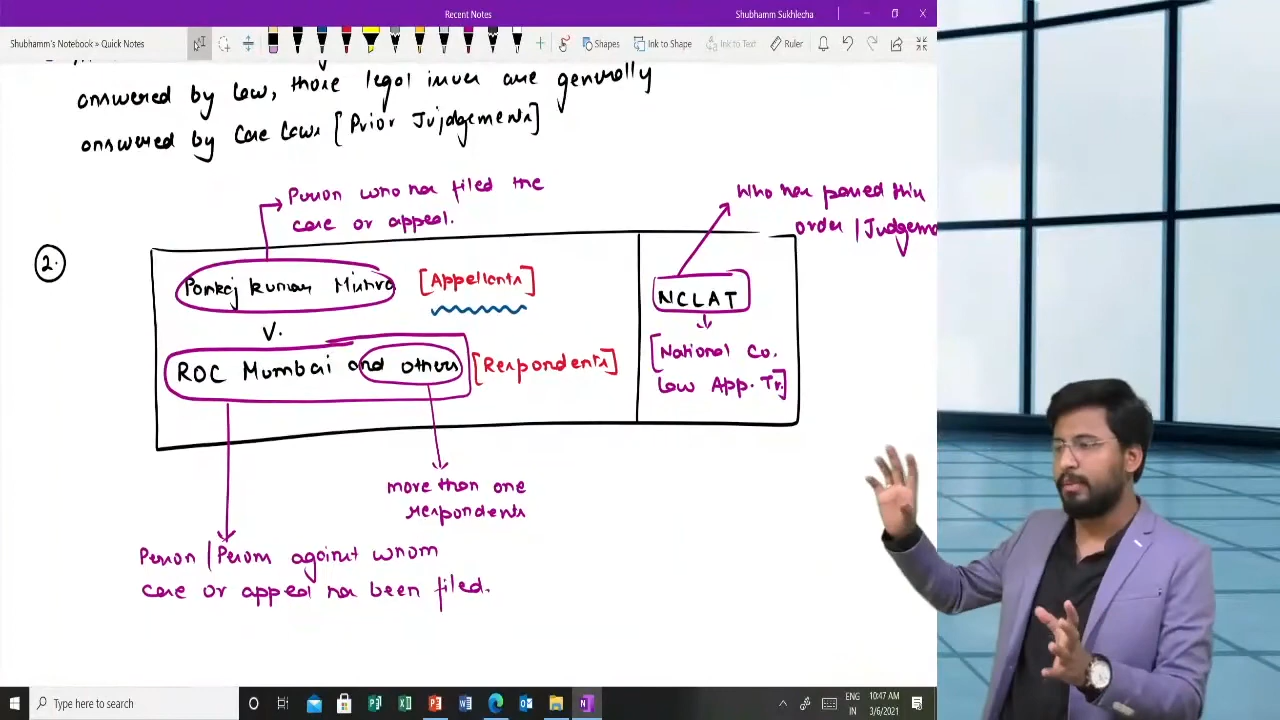 Recent Notes
Shubhamm Sukhlecha
Shubhamm's Notebook » Quick Notes
Shapes
Ink to Shape
Ink to Text
Ruler
answered by law, those legal issues are generally
answered by Case Laws [Prior Jujdgements]
Person who has filed the
case or appeal.
Who has passed this
order | Judgeme
2.
Pankaj kumar Mishra [Appellants]
V.
ROC Mumbai and others [Respondents]
NCLAT
[National Co.
Law App. Tr.]
more than one
respondents
Person | Persons against whom
case or appeal has been filed.
Type here to search
ENG
IN
10:47 AM
3/6/2021